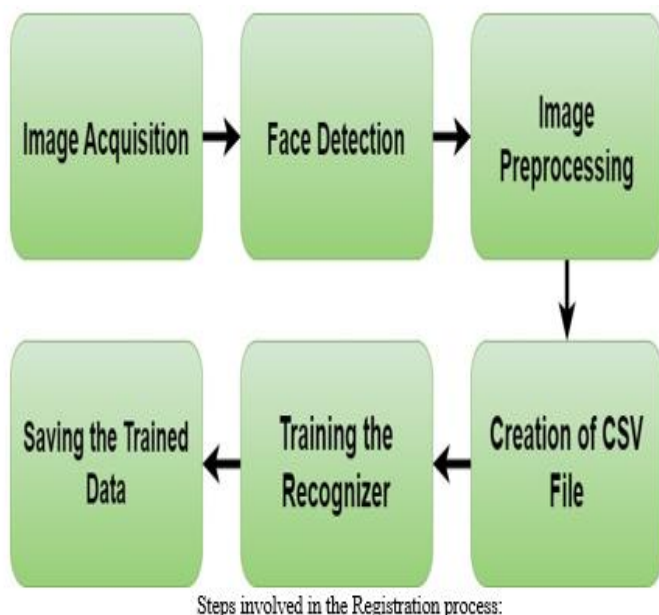 Image Acquisition
Face Detection
Image
Preprocessing
Creation of CSV
File
Training the
Recognizer
Saving the Trained
Data
Steps involved in the Registration process: